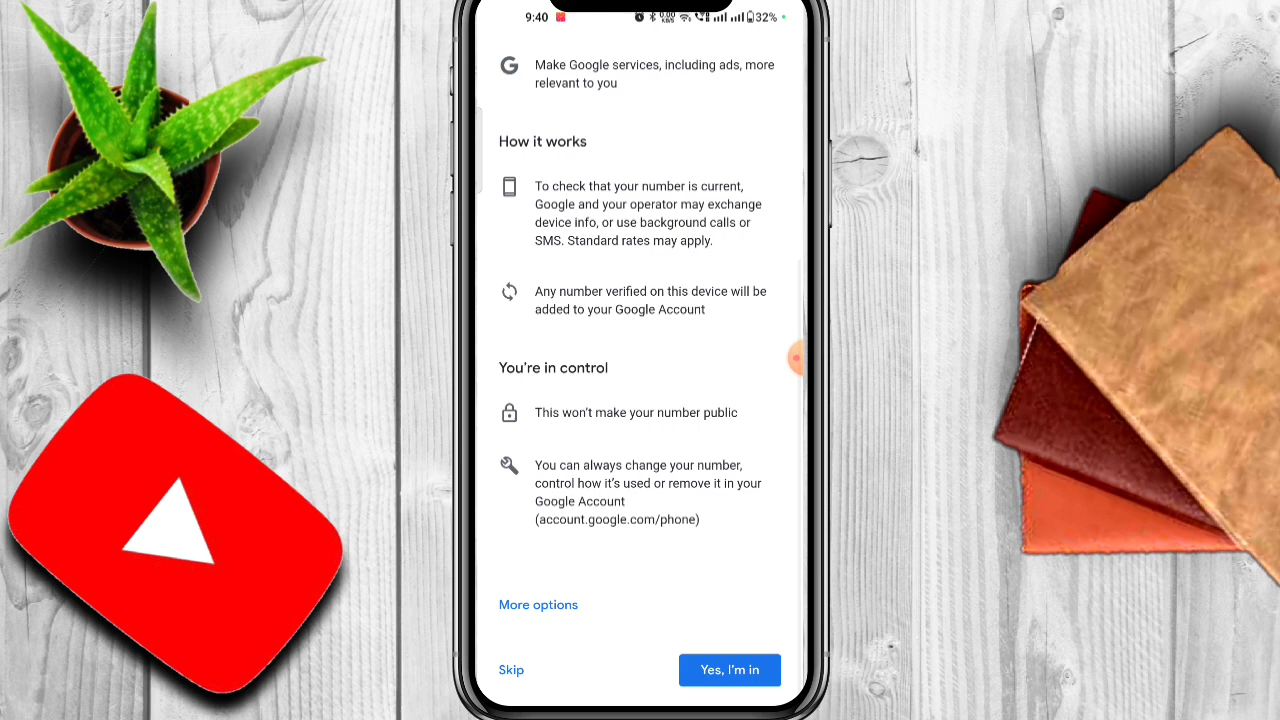 9:40
0.00
KB/S
32%
Make Google services, including ads, more
relevant to you
How it works
To check that your number is current,
Google and your operator may exchange
device info, or use background calls or
SMS. Standard rates may apply.
Any number verified on this device will be
added to your Google Account
You're in control
This won't make your number public
You can always change your number,
control how it's used or remove it in your
Google Account
(account.google.com/phone)
More options
Skip
Yes, I'm in